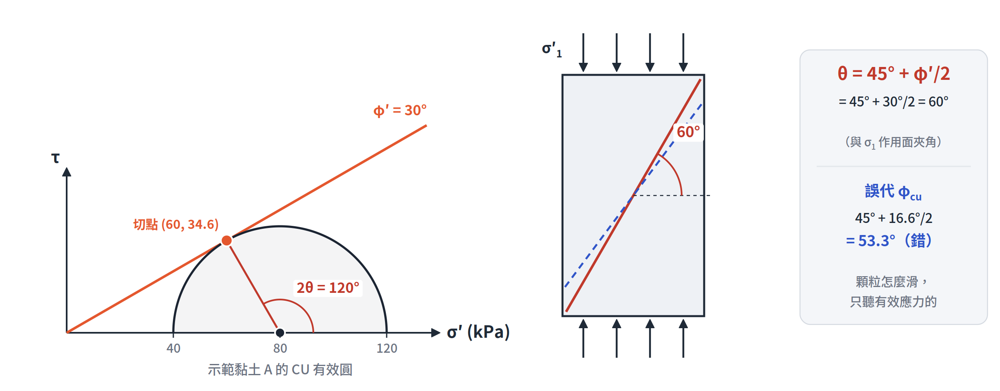 τ
φ′ = 30°
切點 (60, 34.6)
2θ = 120°
σ′ (kPa)
40
80
120
示範黏土 A 的 CU 有效圓
σ′₁
60°
θ = 45° + φ′/2
= 45° + 30°/2 = 60°
（與 σ₁ 作用面夾角）
誤代 φcu
45° + 16.6°/2
= 53.3°（錯）
顆粒怎麼滑，
只聽有效應力的